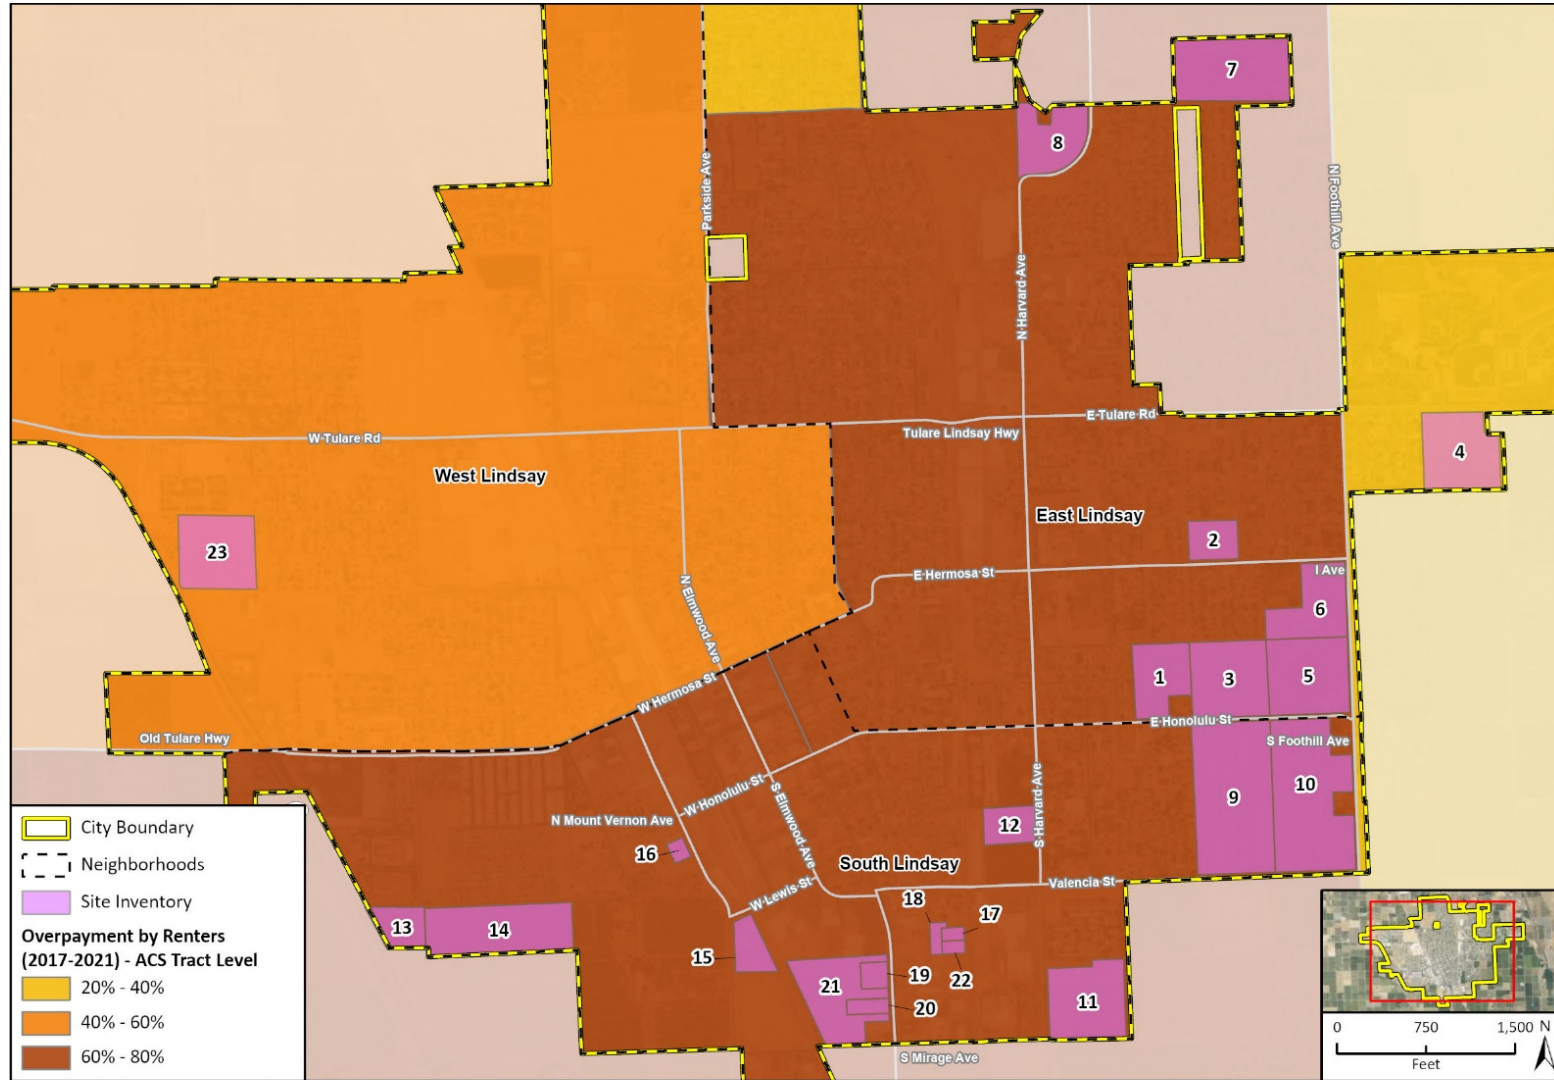 7
8
Parkside Ave
N Foothill Ave
N Harvard Ave
E Tulare Rd
Tulare Lindsay Hwy
W Tulare Rd
4
West Lindsay
East Lindsay
23
2
E Hermosa St
I Ave
N Elmwood Ave
6
1
3
5
W Hermosa St
E Honolulu St
Old Tulare Hwy
S Foothill Ave
W Honolulu St
S Elmwood Ave
S Harvard Ave
9
10
N Mount Vernon Ave
12
16
South Lindsay
W Lewis St
Valencia St
18
17
13
14
15
22
21
19
20
11
S Mirage Ave
City Boundary
Neighborhoods
Site Inventory
Overpayment by Renters
(2017-2021) - ACS Tract Level
20% - 40%
40% - 60%
60% - 80%
0 750 1,500 N
Feet